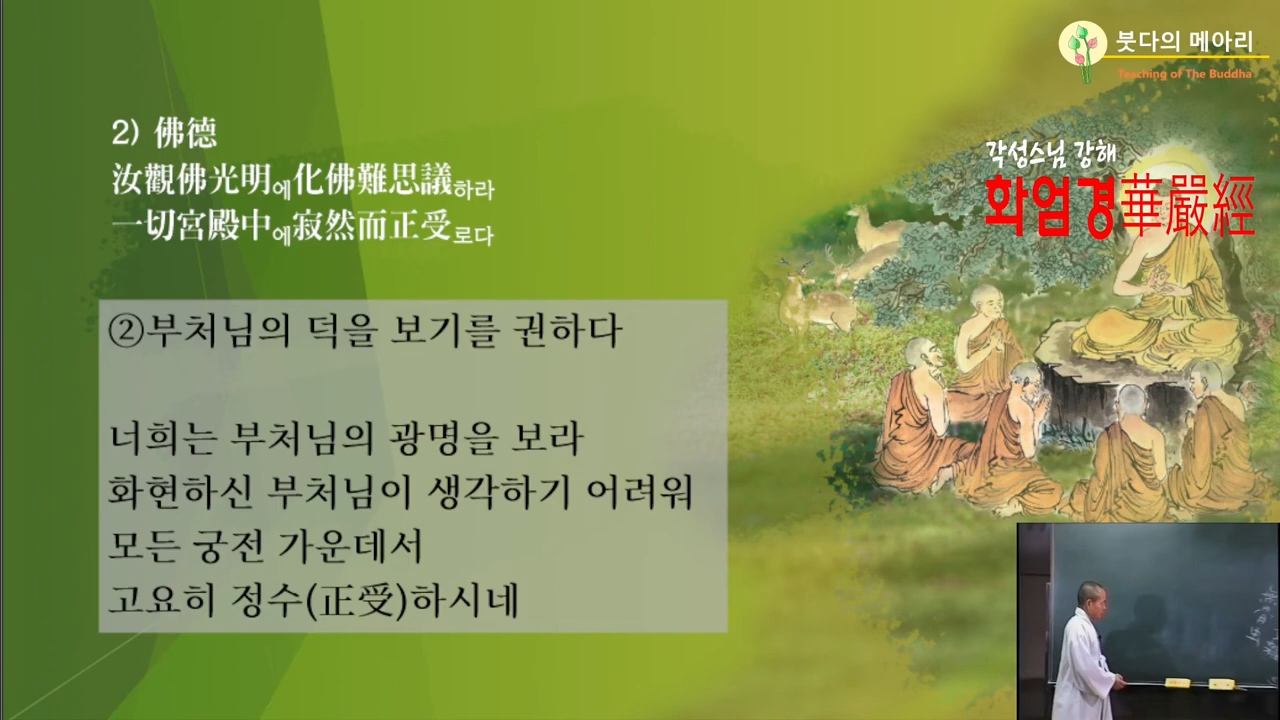 붓다의 메아리
Teaching of The Buddha
각성스님 강해
화엄경華嚴經
2) 佛德
汝觀佛光明에化佛難思議하라
一切宮殿中에寂然而正受로다
②부처님의 덕을 보기를 권하다
너희는 부처님의 광명을 보라
화현하신 부처님이 생각하기 어려워
모든 궁전 가운데서
고요히 정수(正受)하시네